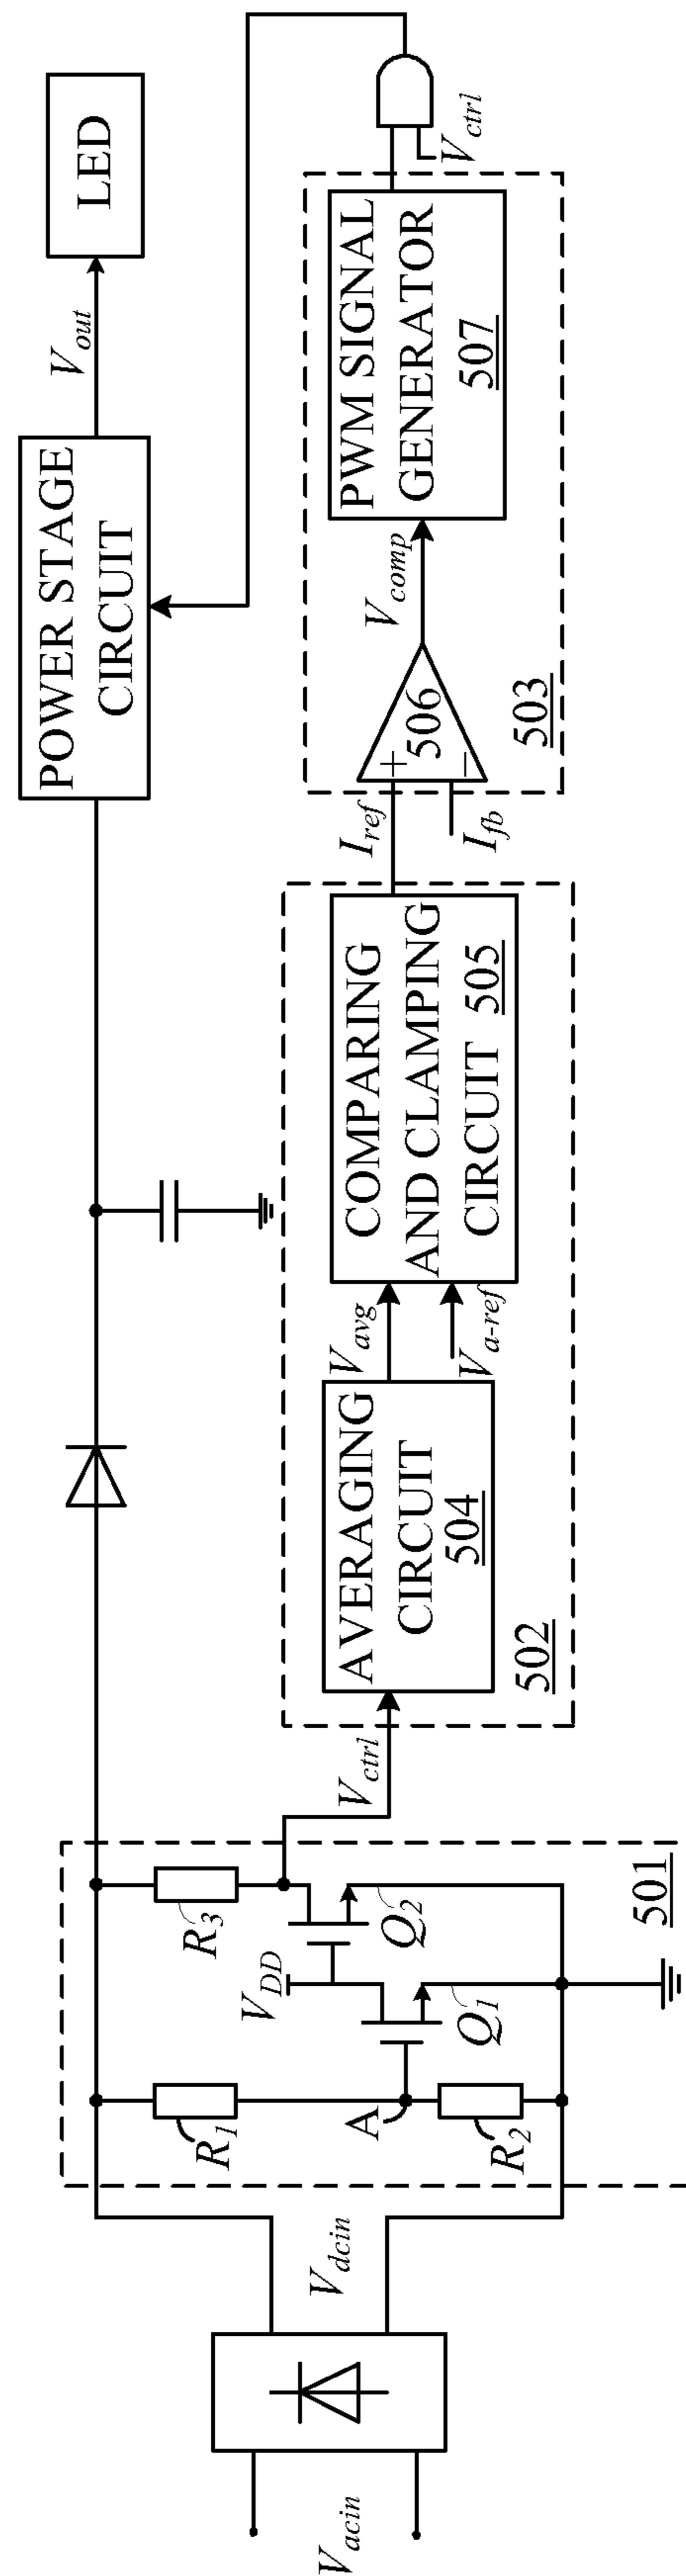 V_acin
V_dcin
R_1
A
R_2
V_DD
Q_1
R_3
Q_2
501
V_ctrl
502
AVERAGING
CIRCUIT
504
V_avg
V_a-ref
COMPARING
AND CLAMPING
CIRCUIT 505
I_ref
I_fb
+
−
506
503
V_comp
PWM SIGNAL
GENERATOR
507
V_ctrl
POWER STAGE
CIRCUIT
V_out
LED